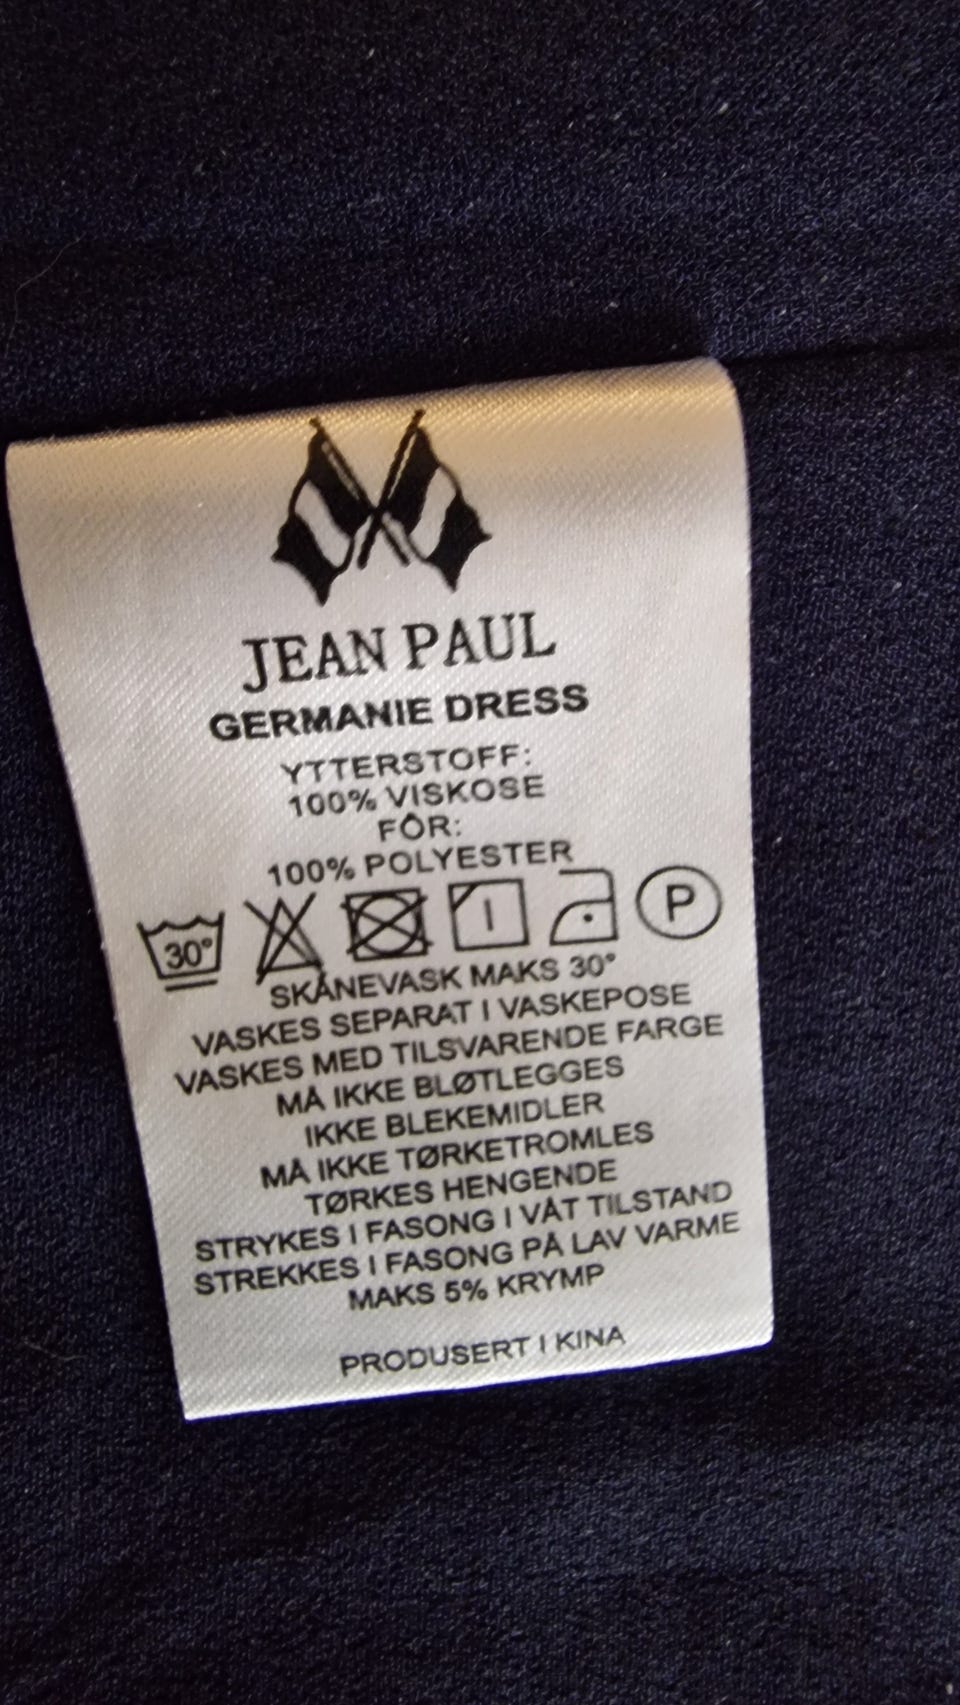 JEAN PAUL
GERMANIE DRESS
YTTERSTOFF:
100% VISKOSE
FÔR:
100% POLYESTER
30° P
SKÅNEVASK MAKS 30°
VASKES SEPARAT I VASKEPOSE
VASKES MED TILSVARENDE FARGE
MÅ IKKE BLØTLEGGES
IKKE BLEKEMIDLER
MÅ IKKE TØRKETROMLES
TØRKES HENGENDE
STRYKES I FASONG I VÅT TILSTAND
STREKKES I FASONG PÅ LAV VARME
MAKS 5% KRYMP
PRODUSERT I KINA